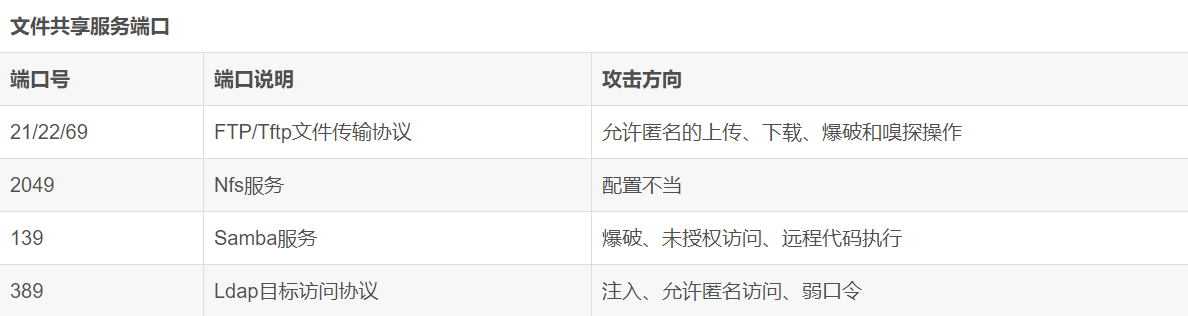 文件共享服务端口
端口号 端口说明 攻击方向
21/22/69 FTP/Tftp文件传输协议 允许匿名的上传、下载、爆破和嗅探操作
2049 Nfs服务 配置不当
139 Samba服务 爆破、未授权访问、远程代码执行
389 Ldap目标访问协议 注入、允许匿名访问、弱口令